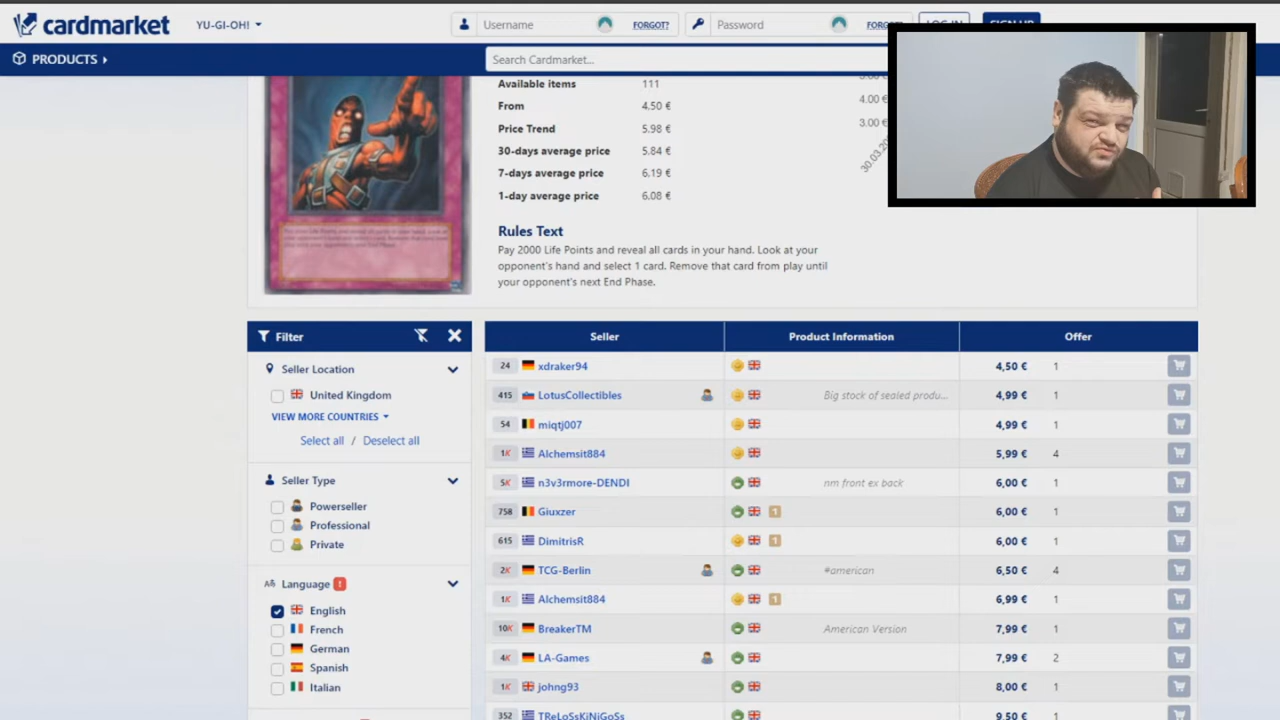 cardmarket
YU-GI-OH!
Username
FORGOT?
Password
LOG IN
SIGN UP
PRODUCTS
Search Cardmarket...
Available items 111
From 4.50 €
Price Trend 5.98 €
30-days average price 5.84 €
7-days average price 6.19 €
1-day average price 6.08 €
4.00 €
3.00 €
Rules Text
Pay 2000 Life Points and reveal all cards in your hand. Look at your
opponent's hand and select 1 card. Remove that card from play until
your opponent's next End Phase.
Filter
Seller Location
United Kingdom
VIEW MORE COUNTRIES
Select all / Deselect all
Seller Type
Powerseller
Professional
Private
Language !
English
French
German
Spanish
Italian
Seller Product Information Offer
24 xdraker94 4,50 € 1
415 LotusCollectibles Big stock of sealed produ... 4,99 € 1
54 miqtj007 4,99 € 1
1K Alchemsit884 5,99 € 4
5K n3v3rmore-DENDI nm front ex back 6,00 € 1
758 Giuxzer 1 6,00 € 1
615 DimitrisR 1 6,00 € 1
2K TCG-Berlin #american 6,50 € 4
1K Alchemsit884 1 6,99 € 1
10K BreakerTM American Version 7,99 € 1
4K LA-Games 7,99 € 2
1K johng93 8,00 € 1
352 TReLoSsKiNiGoSs 9,50 € 1